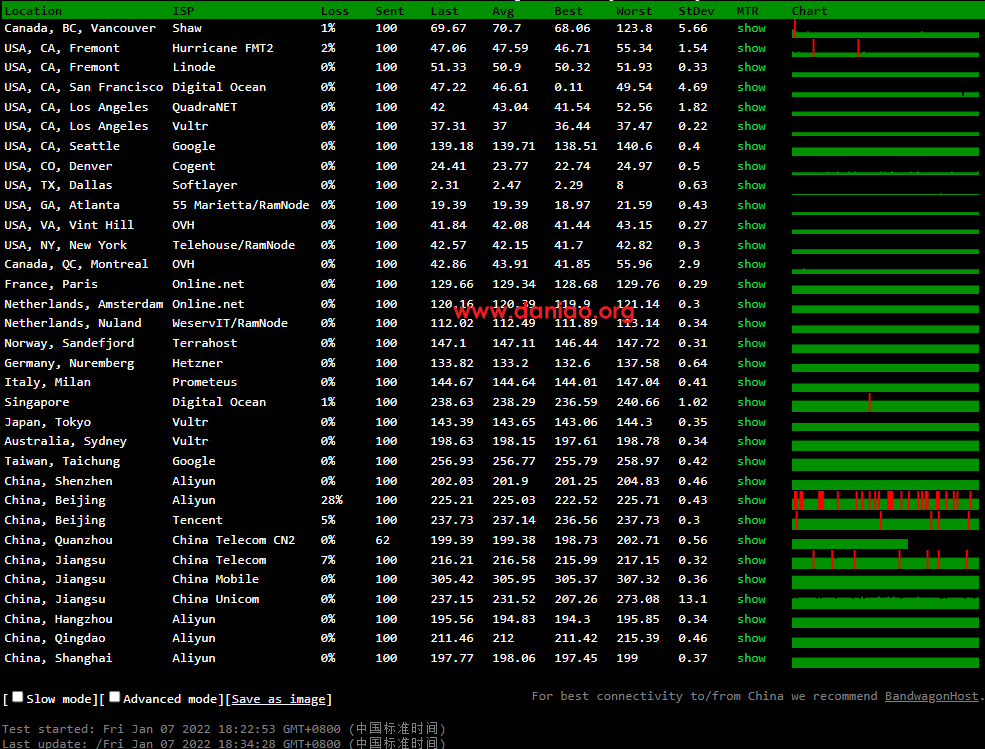 Location ISP Loss Sent Last Avg Best Worst StDev MTR Chart
Canada, BC, Vancouver Shaw 1% 100 69.67 70.7 68.06 123.8 5.66 show
USA, CA, Fremont Hurricane FMT2 2% 100 47.06 47.59 46.71 55.34 1.54 show
USA, CA, Fremont Linode 0% 100 51.33 50.9 50.32 51.93 0.33 show
USA, CA, San Francisco Digital Ocean 0% 100 47.22 46.61 0.11 49.54 4.69 show
USA, CA, Los Angeles QuadraNET 0% 100 42 43.04 41.54 52.56 1.82 show
USA, CA, Los Angeles Vultr 0% 100 37.31 37 36.44 37.47 0.22 show
USA, CA, Seattle Google 0% 100 139.18 139.71 138.51 140.6 0.4 show
USA, CO, Denver Cogent 0% 100 24.41 23.77 22.74 24.97 0.5 show
USA, TX, Dallas Softlayer 0% 100 2.31 2.47 2.29 8 0.63 show
USA, GA, Atlanta 55 Marietta/RamNode 0% 100 19.39 19.39 18.97 21.59 0.43 show
USA, VA, Vint Hill OVH 0% 100 41.84 42.08 41.44 43.15 0.27 show
USA, NY, New York Telehouse/RamNode 0% 100 42.57 42.15 41.7 42.82 0.3 show
Canada, QC, Montreal OVH 0% 100 42.86 43.91 41.85 55.96 2.9 show
France, Paris Online.net 0% 100 129.66 129.34 128.68 129.76 0.29 show
Netherlands, Amsterdam Online.net 0% 100 120.16 120.39 119.9 121.14 0.3 show
www.daniao.org
Netherlands, Nuland WeservIT/RamNode 0% 100 112.02 112.49 111.89 113.14 0.34 show
Norway, Sandefjord Terrahost 0% 100 147.1 147.11 146.44 147.72 0.31 show
Germany, Nuremberg Hetzner 0% 100 133.82 133.2 132.6 137.58 0.64 show
Italy, Milan Prometeus 0% 100 144.67 144.64 144.01 147.04 0.41 show
Singapore Digital Ocean 1% 100 238.63 238.29 236.59 240.66 1.02 show
Japan, Tokyo Vultr 0% 100 143.39 143.65 143.06 144.3 0.35 show
Australia, Sydney Vultr 0% 100 198.63 198.15 197.61 198.78 0.34 show
Taiwan, Taichung Google 0% 100 256.93 256.77 255.79 258.97 0.42 show
China, Shenzhen Aliyun 0% 100 202.03 201.9 201.25 204.83 0.46 show
China, Beijing Aliyun 28% 100 225.21 225.03 222.52 225.71 0.43 show
China, Beijing Tencent 5% 100 237.73 237.14 236.56 237.73 0.3 show
China, Quanzhou China Telecom CN2 0% 62 199.39 199.38 198.73 202.71 0.56 show
China, Jiangsu China Telecom 7% 100 216.21 216.58 215.99 217.15 0.32 show
China, Jiangsu China Mobile 0% 100 305.42 305.95 305.37 307.32 0.36 show
China, Jiangsu China Unicom 0% 100 237.15 231.52 207.26 273.08 13.1 show
China, Hangzhou Aliyun 0% 100 195.56 194.83 194.3 195.85 0.34 show
China, Qingdao Aliyun 0% 100 211.46 212 211.42 215.39 0.46 show
China, Shanghai Aliyun 0% 100 197.77 198.06 197.45 199 0.37 show
[ Slow mode][ Advanced mode][Save as image]
For best connectivity to/from China we recommend BandwagonHost.
Test started: Fri Jan 07 2022 18:22:53 GMT+0800 (中国标准时间)
Last update: /Fri Jan 07 2022 18:34:28 GMT+0800 (中国标准时间)